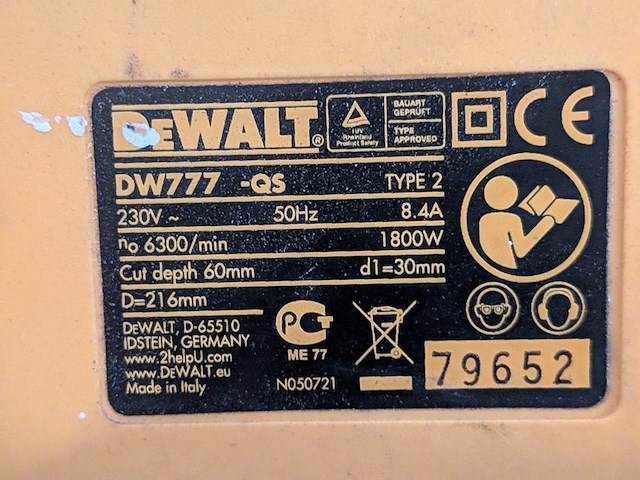 DEWALT®
TUV Rheinland Product Safety
BAUART GEPRÜFT
TYPE APPROVED
CE
DW777 -QS TYPE 2
230V ~ 50Hz 8.4A
n₀ 6300/min 1800W
Cut depth 60mm d1=30mm
D=216mm
DEWALT, D-65510
IDSTEIN, GERMANY
www.2helpU.com
www.DEWALT.eu
Made in Italy
РСТ
ME 77
N050721
79652